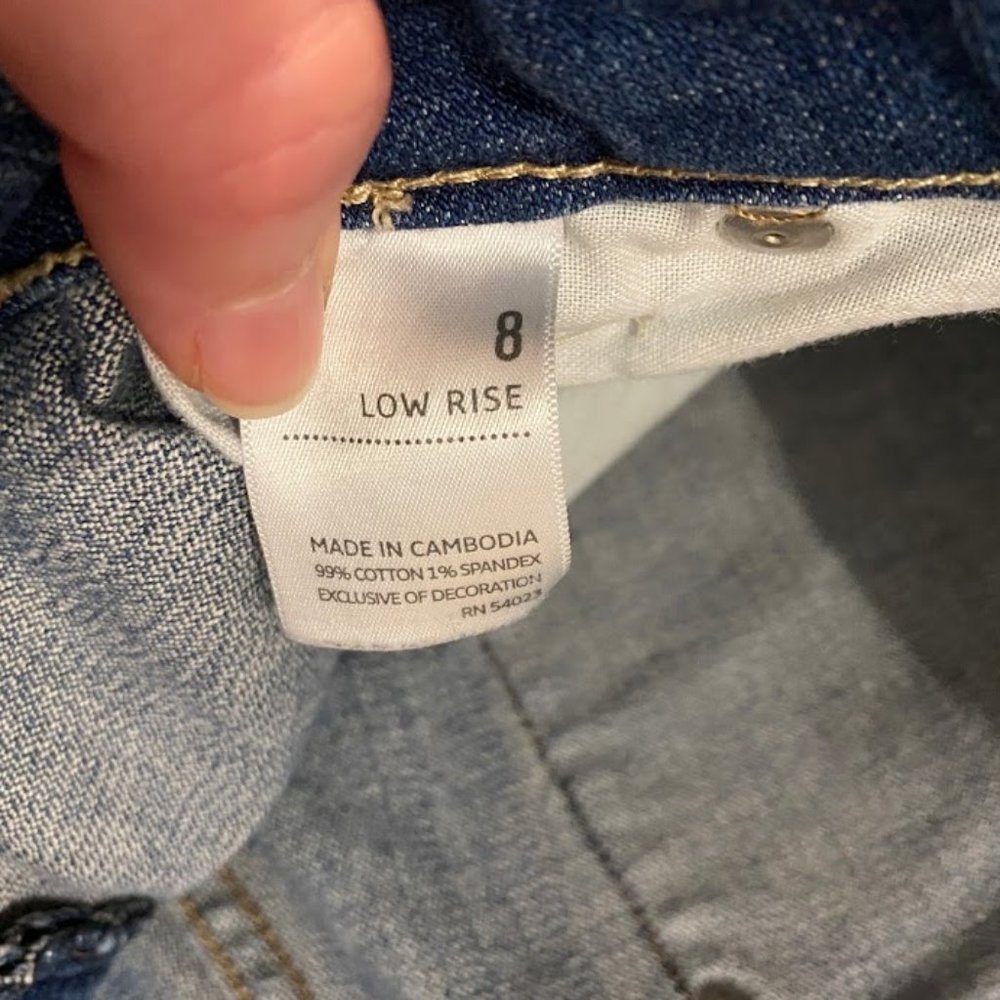 8
LOW RISE
MADE IN CAMBODIA
99% COTTON 1% SPANDEX
EXCLUSIVE OF DECORATION
RN 54023